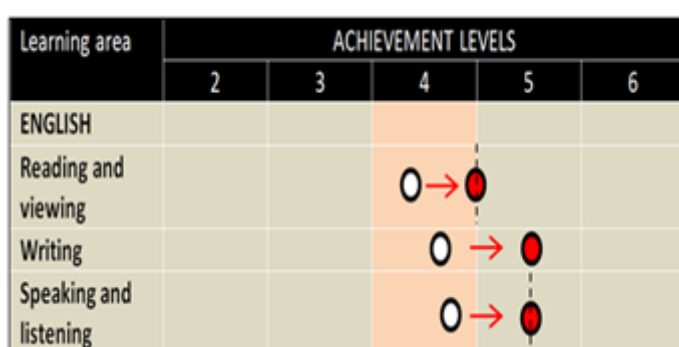 Learning area
ACHIEVEMENT LEVELS
2 3 4 5 6
ENGLISH
Reading and
viewing
Writing
Speaking and
listening